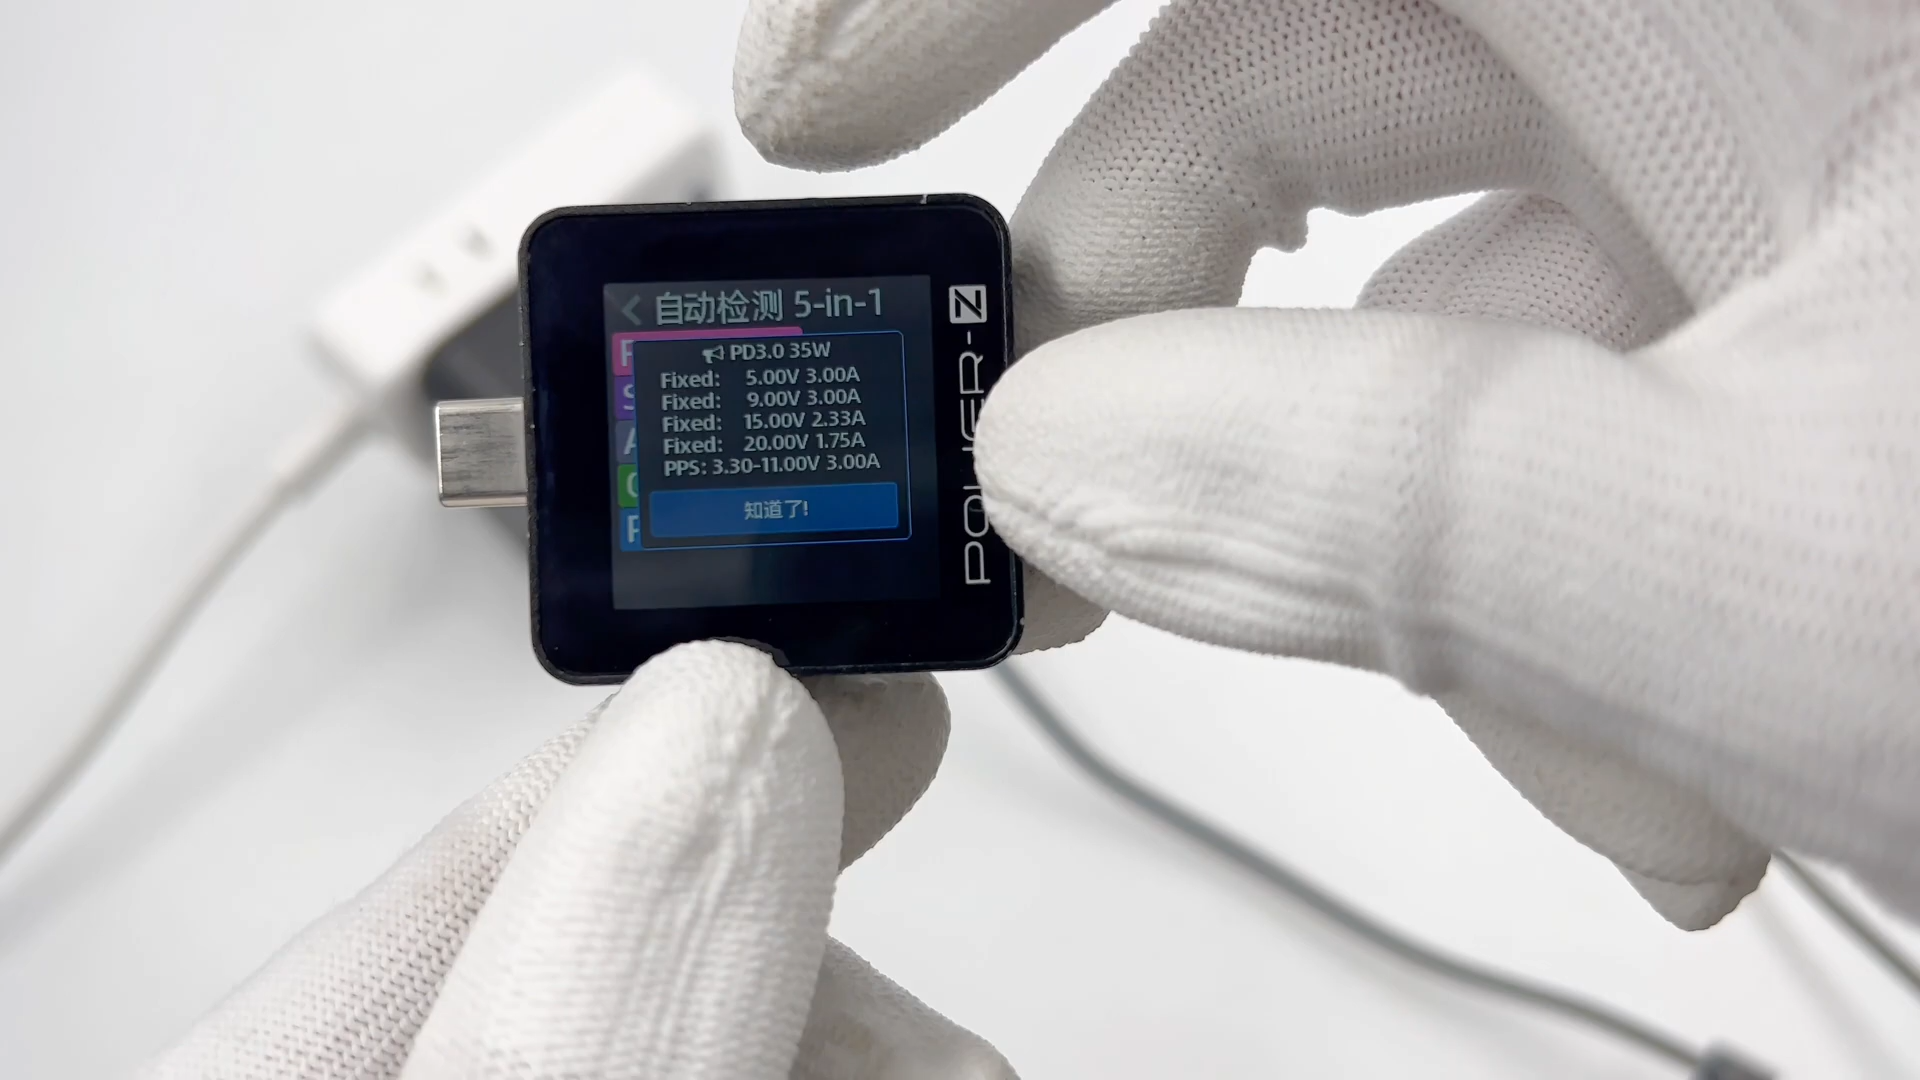 自动检测 5-in-1
PD3.0 35W
Fixed: 5.00V 3.00A
Fixed: 9.00V 3.00A
Fixed: 15.00V 2.33A
Fixed: 20.00V 1.75A
PPS: 3.30-11.00V 3.00A
知道了!
POWER-Z